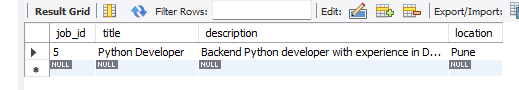 Result Grid Filter Rows: Edit: Export/Import:
job_id title description location
5 Python Developer Backend Python developer with experience in D... Pune
NULL NULL NULL NULL